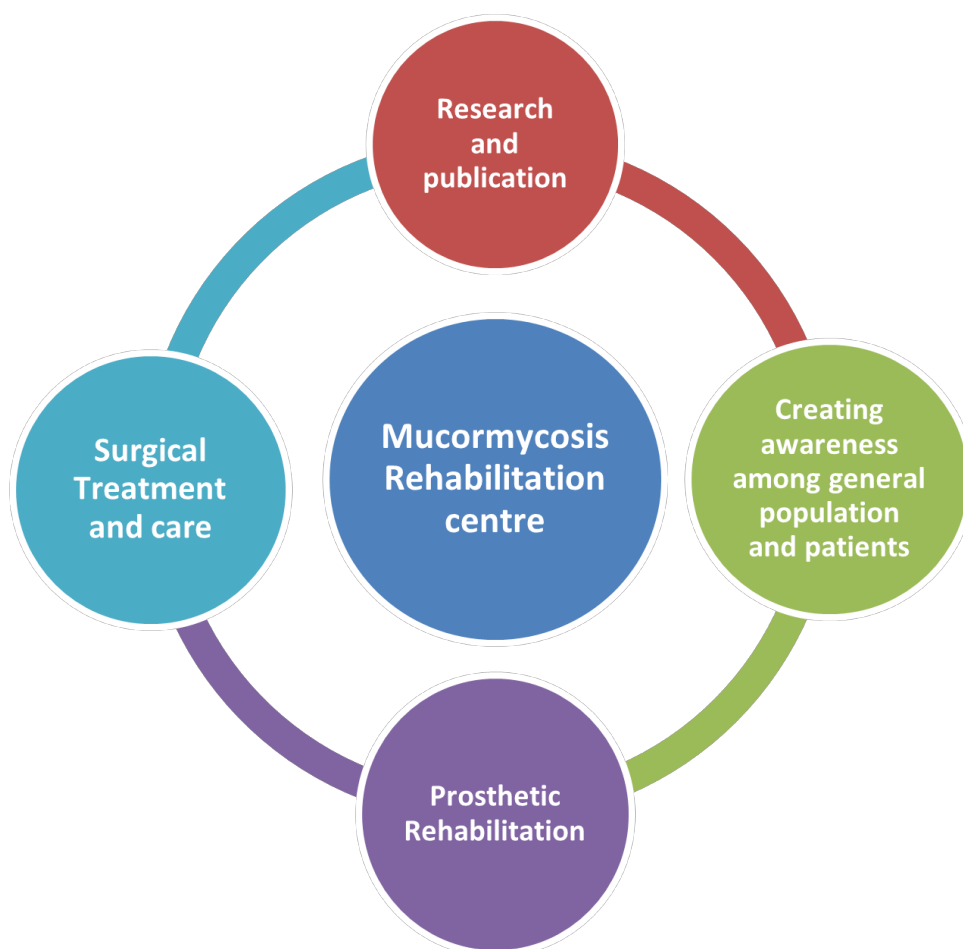 Research
and
publication
Surgical
Treatment
and care
Mucormycosis
Rehabilitation
centre
Creating
awareness
among general
population
and patients
Prosthetic
Rehabilitation